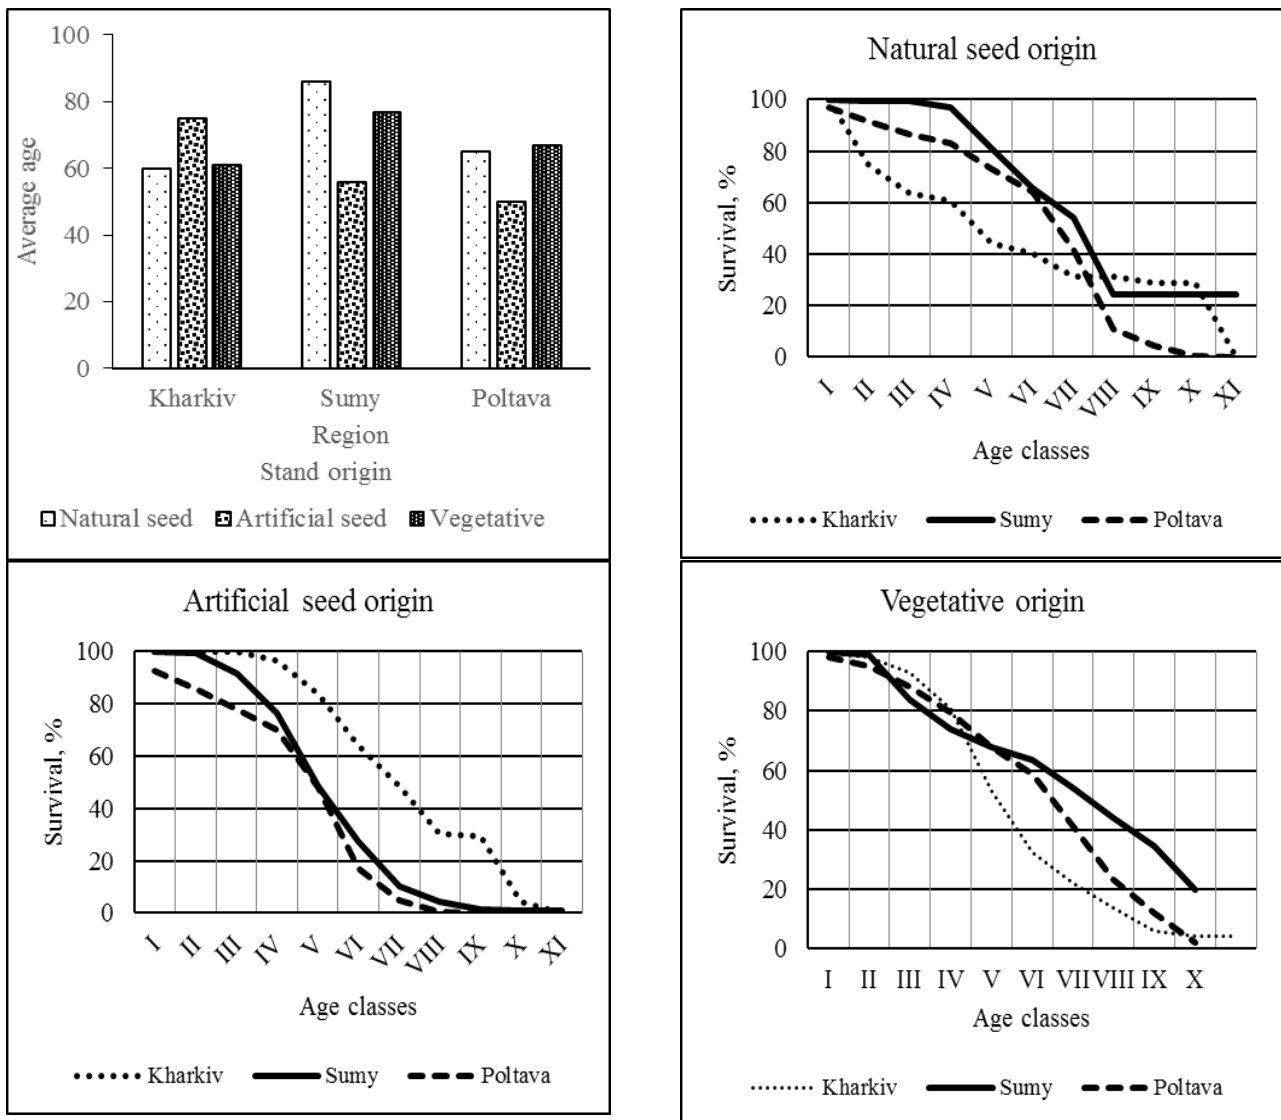 100
80
60
40
20
0
Average age
Kharkiv Sumy Poltava
Region
Stand origin
Natural seed Artificial seed Vegetative
Natural seed origin
100
80
60
40
20
0
Survival, %
I II III IV V VI VII VIII IX X XI
Age classes
Kharkiv Sumy Poltava
Artificial seed origin
100
80
60
40
20
0
Survival, %
I II III IV V VI VII VIII IX X XI
Age classes
Kharkiv Sumy Poltava
Vegetative origin
100
80
60
40
20
0
Survival, %
I II III IV V VI VII VIII IX X
Age classes
Kharkiv Sumy Poltava